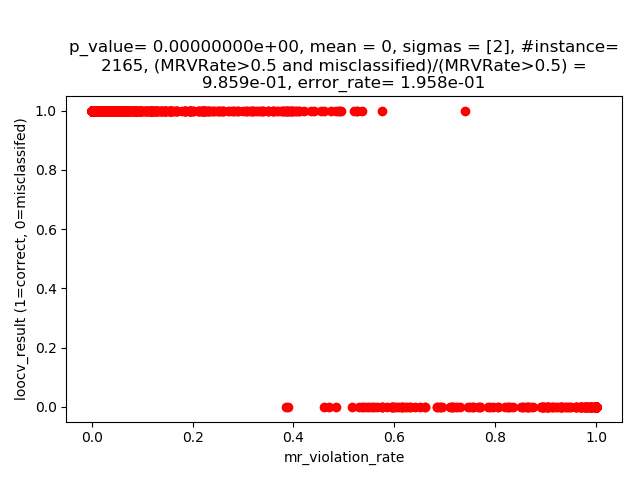 p_value= 0.00000000e+00, mean = 0, sigmas = [2], #instance=
2165, (MRVRate>0.5 and misclassified)/(MRVRate>0.5) =
9.859e-01, error_rate= 1.958e-01
1.0
0.8
0.6
0.4
0.2
0.0
loocv_result (1=correct, 0=misclassifed)
0.0 0.2 0.4 0.6 0.8 1.0
mr_violation_rate